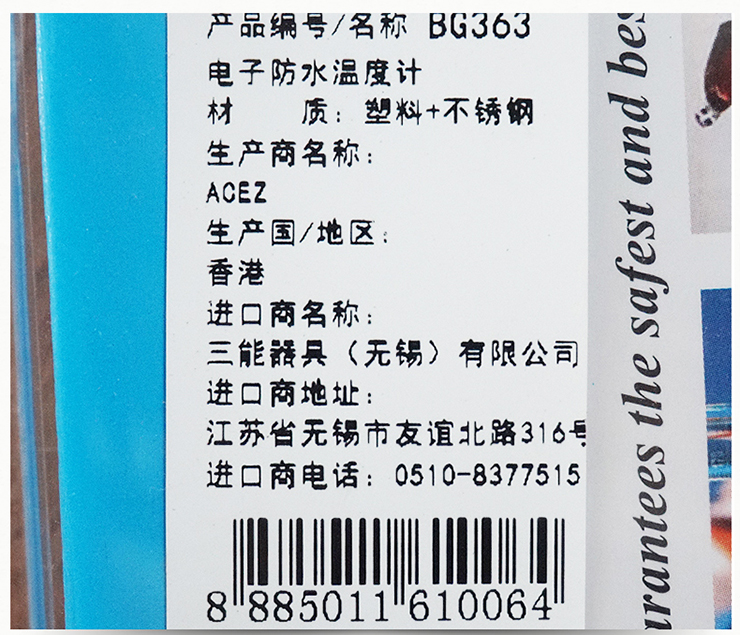 产品编号/名称 BG363
电子防水温度计
材 质: 塑料+不锈钢
生产商名称:
ACEZ
生产国/地区:
香港
进口商名称:
三能器具（无锡）有限公司
进口商地址:
江苏省无锡市友谊北路316号
进口商电话: 0510-8377515
8 885011 610064
the safest and